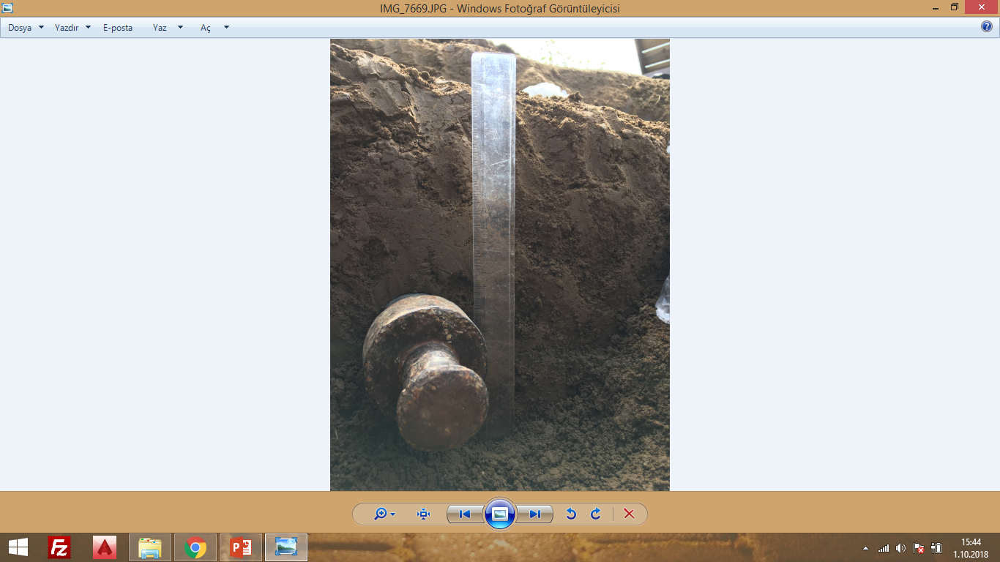 IMG_7669.JPG - Windows Fotoğraf Görüntüleyicisi
Dosya Yazdır E-posta Yaz Aç
15:44
1.10.2018